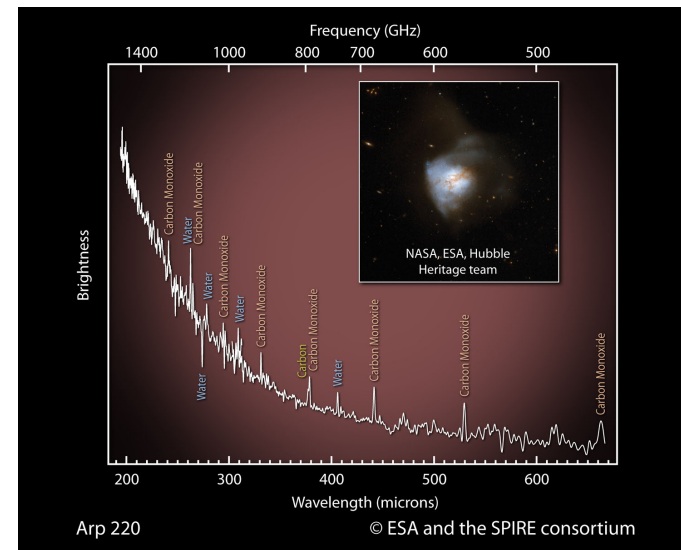 Frequency (GHz)
1400 1000 800 700 600 500
Brightness
Carbon Monoxide
Water
Carbon Monoxide
Water
Water
Carbon Monoxide
Water
Carbon Monoxide
Carbon
Carbon Monoxide
Water
Carbon Monoxide
Carbon Monoxide
Carbon Monoxide
NASA, ESA, Hubble
Heritage team
200 300 400 500 600
Wavelength (microns)
Arp 220
© ESA and the SPIRE consortium